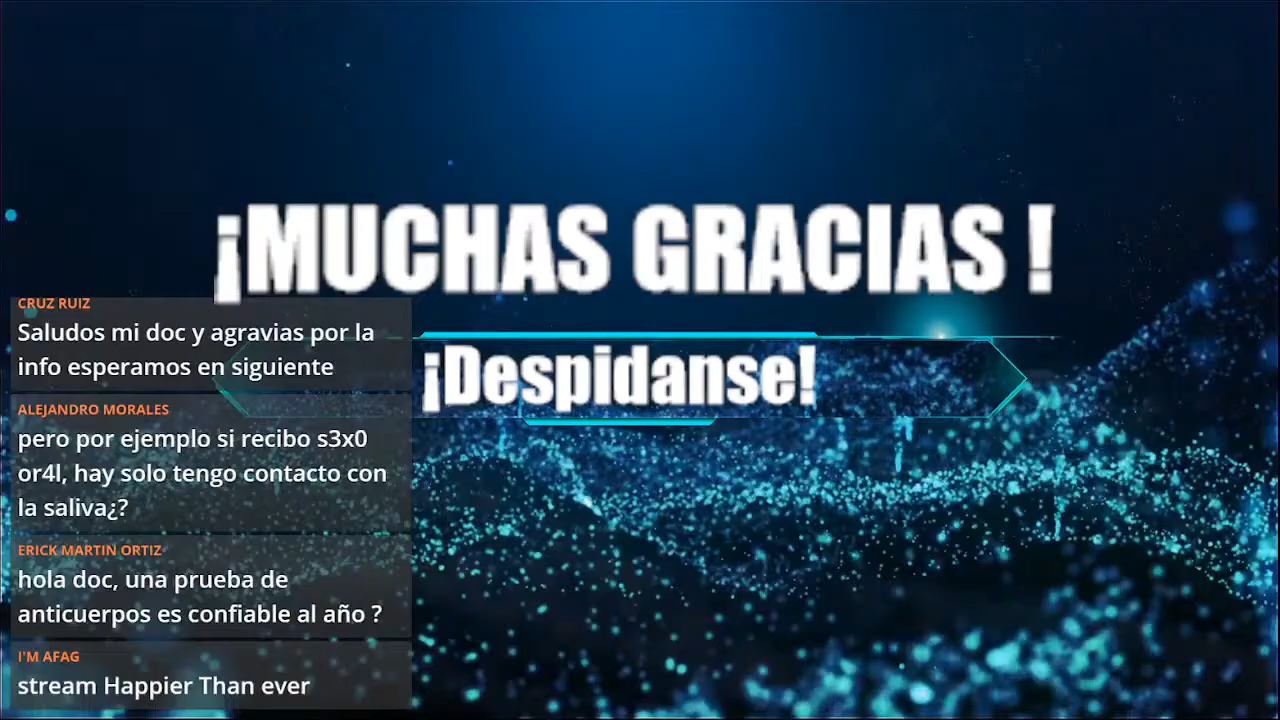 ¡MUCHAS GRACIAS !
¡Despidanse!
CRUZ RUIZ
Saludos mi doc y agravias por la
info esperamos en siguiente
ALEJANDRO MORALES
pero por ejemplo si recibo s3x0
or4l, hay solo tengo contacto con
la saliva¿?
ERICK MARTIN ORTIZ
hola doc, una prueba de
anticuerpos es confiable al año ?
I'M AFAG
stream Happier Than ever